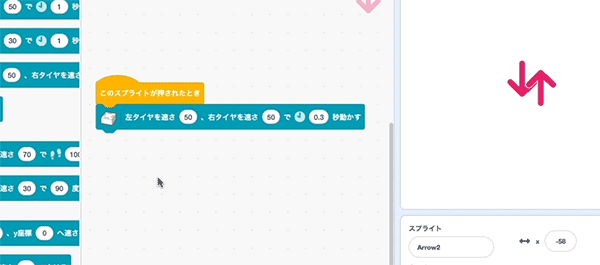 50 で 1 秒
30 で 1 秒
50 、右タイヤを速さ
速さ 70 で 100
速さ 30 で 90 度
、y座標 0 へ速さ
このスプライトが押されたとき
左タイヤを速さ 50 、右タイヤを速さ 50 で 0.3 秒動かす
スプライト
Arrow2
x -58